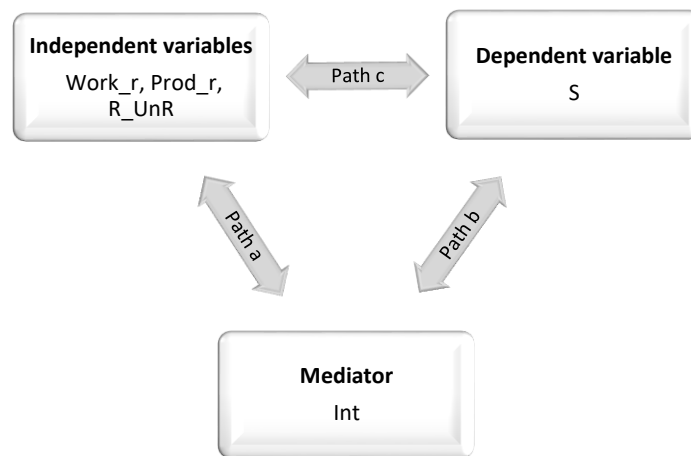 Independent variables
Work_r, Prod_r,
R_UnR
Path c
Dependent variable
S
Path a
Path b
Mediator
Int